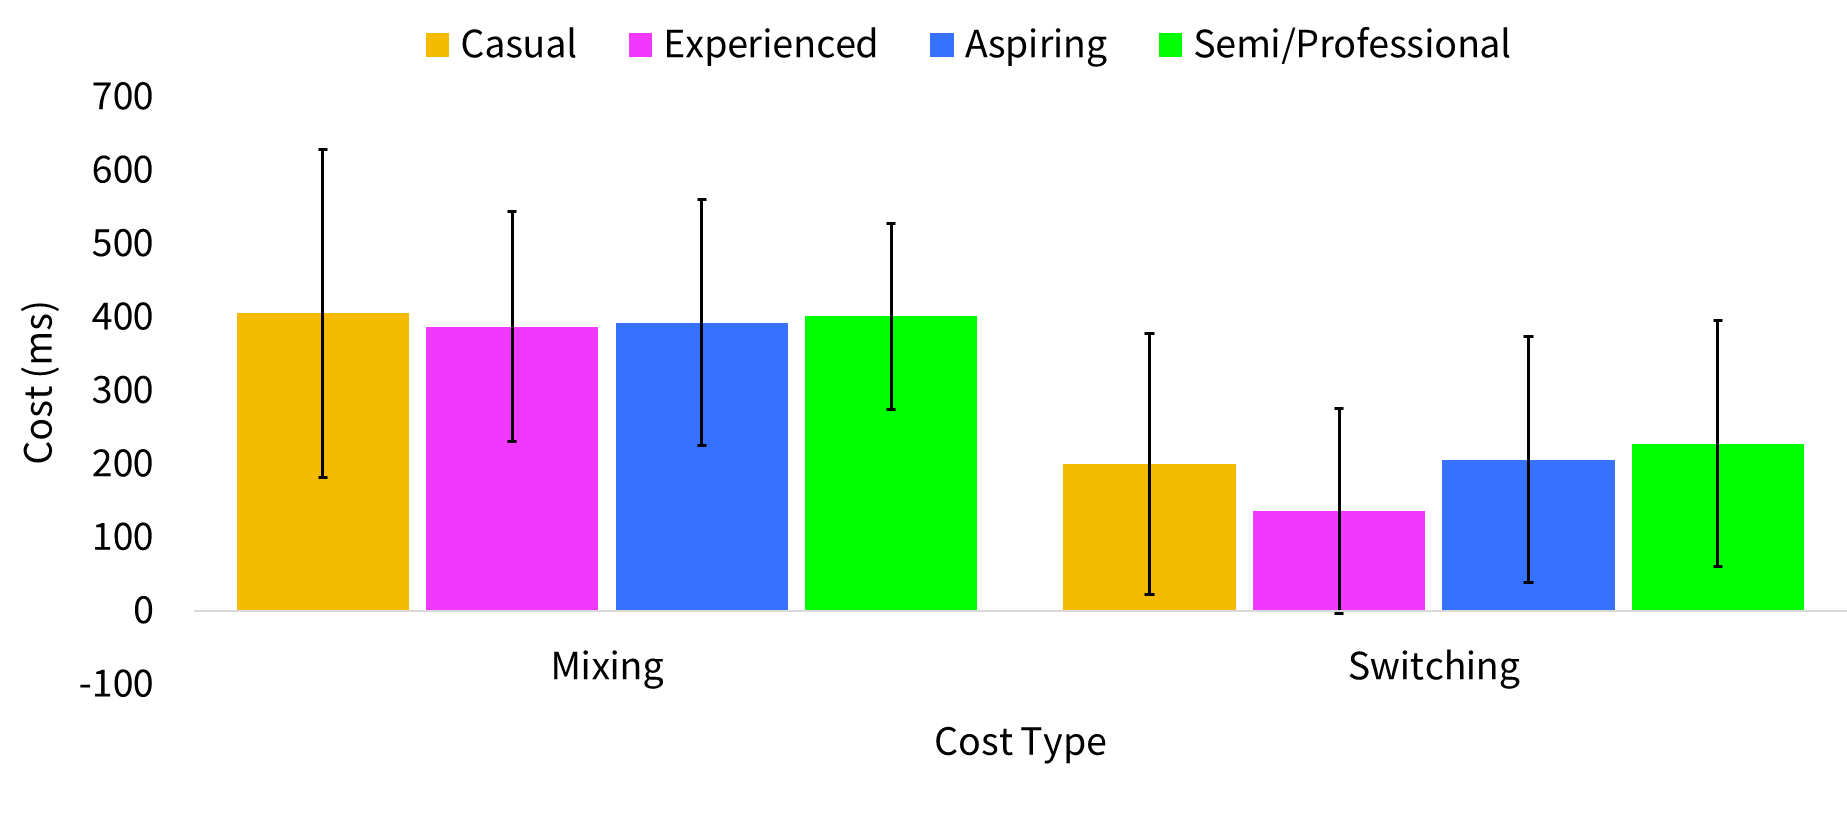 Casual Experienced Aspiring Semi/Professional
700
600
500
400
300
200
100
0
-100
Cost (ms)
Mixing Switching
Cost Type